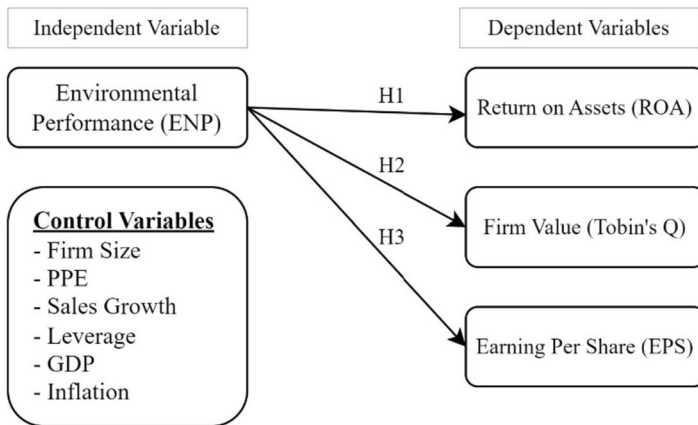 Independent Variable
Dependent Variables
Environmental
Performance (ENP)
H1
Return on Assets (ROA)
H2
Firm Value (Tobin's Q)
H3
Earning Per Share (EPS)
Control Variables
- Firm Size
- PPE
- Sales Growth
- Leverage
- GDP
- Inflation